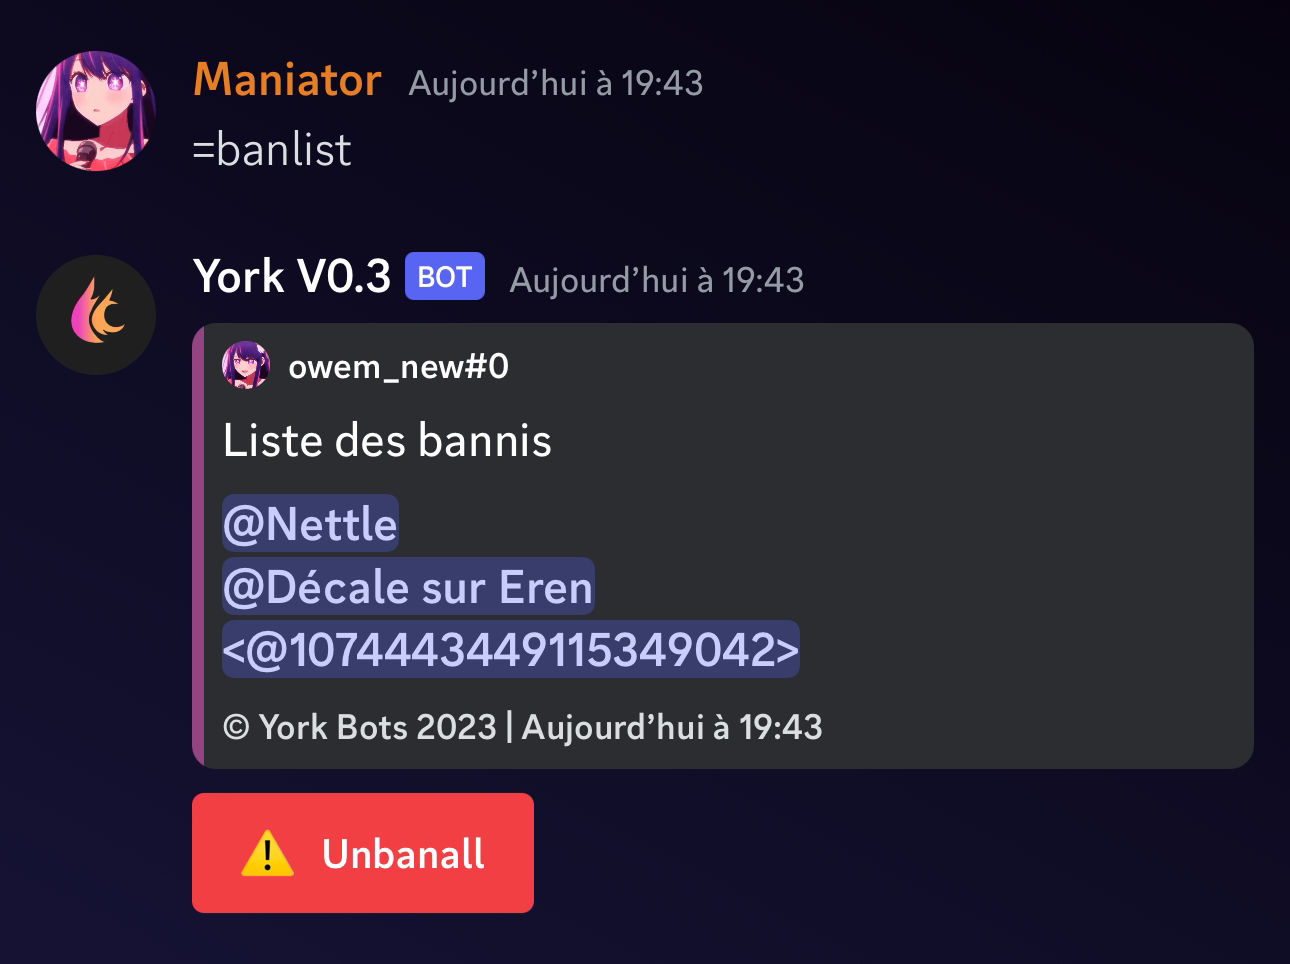 Maniator Aujourd’hui à 19:43
=banlist
York V0.3 BOT Aujourd’hui à 19:43
owem_new#0
Liste des bannis
@Nettle
@Décale sur Eren
<@1074443449115349042>
© York Bots 2023 | Aujourd’hui à 19:43
⚠️ Unbanall